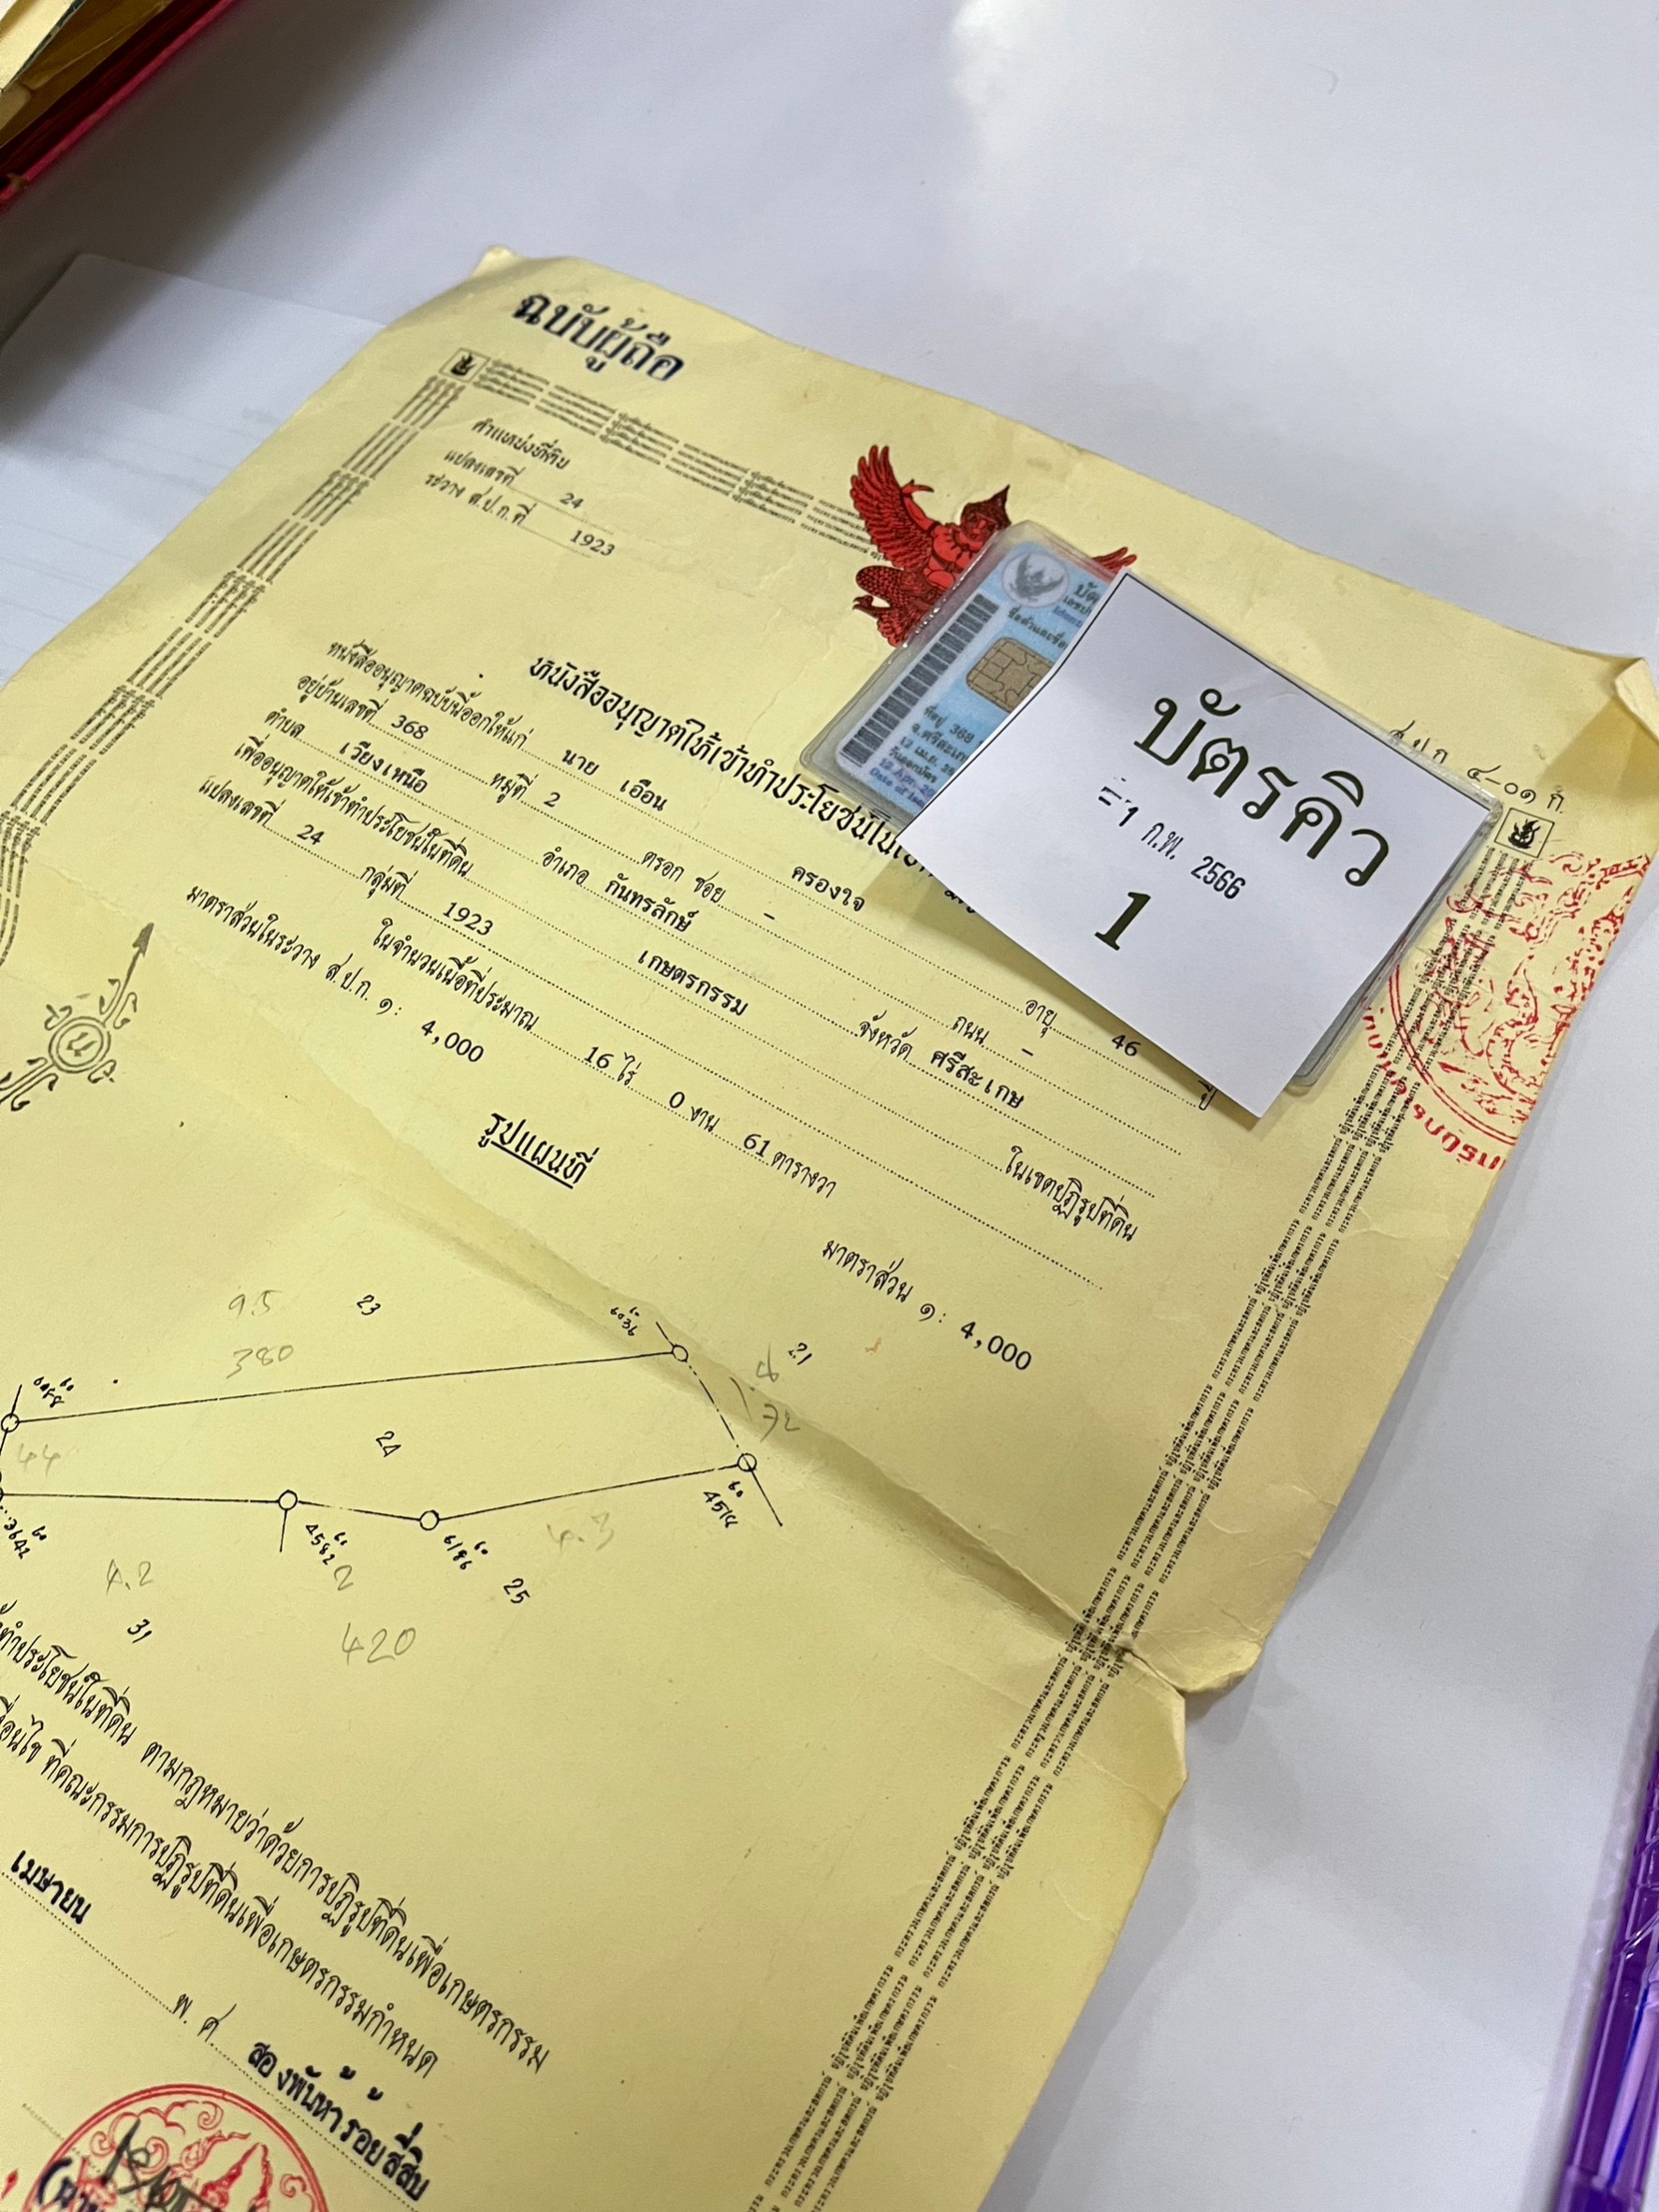 ฉบับผู้ถือ
ตำแหน่งที่ดิน
แปลงเลขที่ 24
ระวาง ส.ป.ก.ที่ 1923
ส.ป.ก. ๔-๐๑ ก.
หนังสืออนุญาตให้เข้าทำประโยชน์ในเขต
หนังสืออนุญาตฉบับนี้ออกให้แก่ นาย เอือน ครองใจ อายุ 46 ปี
อยู่บ้านเลขที่ 368 หมู่ที่ 2 ตรอก ซอย - ถนน -
ตำบล เวียงเหนือ อำเภอ กันทรลักษ์ จังหวัด ศรีสะเกษ
เพื่ออนุญาตให้เข้าทำประโยชน์ในที่ดิน เกษตรกรรม ในเขตปฏิรูปที่ดิน
แปลงเลขที่ 24 กลุ่มที่ 1923 ในจำนวนเนื้อที่ประมาณ 16 ไร่ 0 งาน 61 ตารางวา
มาตราส่วนในระวาง ส.ป.ก. ๑: 4,000
รูปแผนที่
มาตราส่วน ๑: 4,000
น
บัตรคิว
1 ก.พ. 2566
1
ที่อยู่ 368
9.5
380
23
21
24
44
4.2
2
4.3
25
31
420
ทำประโยชน์ในที่ดิน ตามกฎหมายว่าด้วยการปฏิรูปที่ดินเพื่อเกษตรกรรม
ที่คณะกรรมการปฏิรูปที่ดินเพื่อเกษตรกรรมกำหนด
เมษายน พ.ศ. สองพันห้าร้อยสี่สิบ